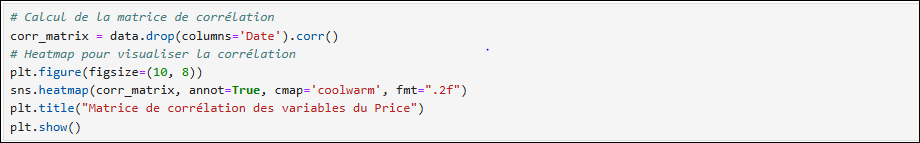 # Calcul de la matrice de corrélation
corr_matrix = data.drop(columns='Date').corr()
# Heatmap pour visualiser la corrélation
plt.figure(figsize=(10, 8))
sns.heatmap(corr_matrix, annot=True, cmap='coolwarm', fmt=".2f")
plt.title("Matrice de corrélation des variables du Price")
plt.show()